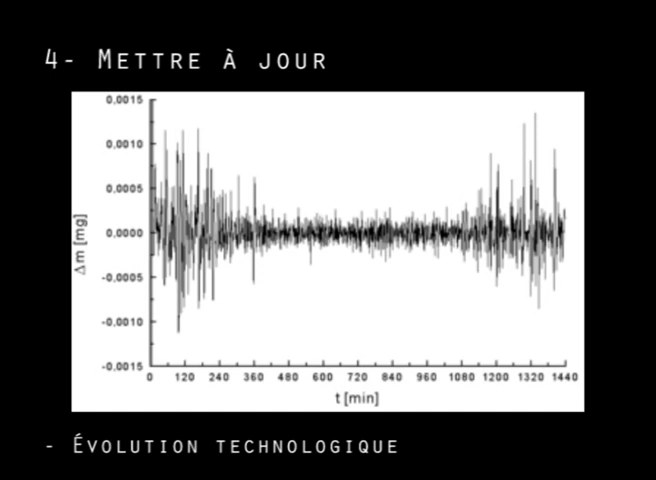 4- METTRE À JOUR
0,0015
0,0010
0,0005
0,0000
-0,0005
-0,0010
-0,0015
Δm [mg]
0 120 240 360 480 600 720 840 960 1080 1200 1320 1440
t [min]
- ÉVOLUTION TECHNOLOGIQUE